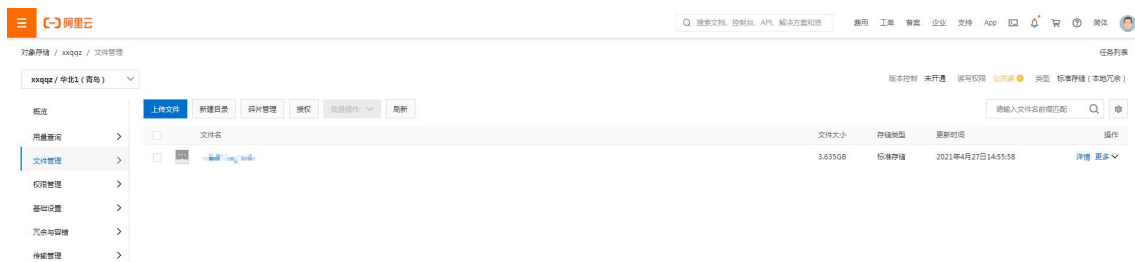 阿里云 搜索文档、控制台、API、解决方案和资 费用 工单 备案 企业 支持 App 简体
对象存储 / xxqqz / 文件管理 任务列表
xxqqz / 华北1（青岛） 版本控制 未开通 读写权限 公共读 类型 标准存储（本地冗余）
概览 上传文件 新建目录 碎片管理 授权 批量操作 刷新 请输入文件名前缀匹配
用量查询 文件名 文件大小 存储类型 更新时间 操作
文件管理 3.635GB 标准存储 2021年4月27日14:55:58 详情 更多
权限管理
基础设置
冗余与容错
传输管理